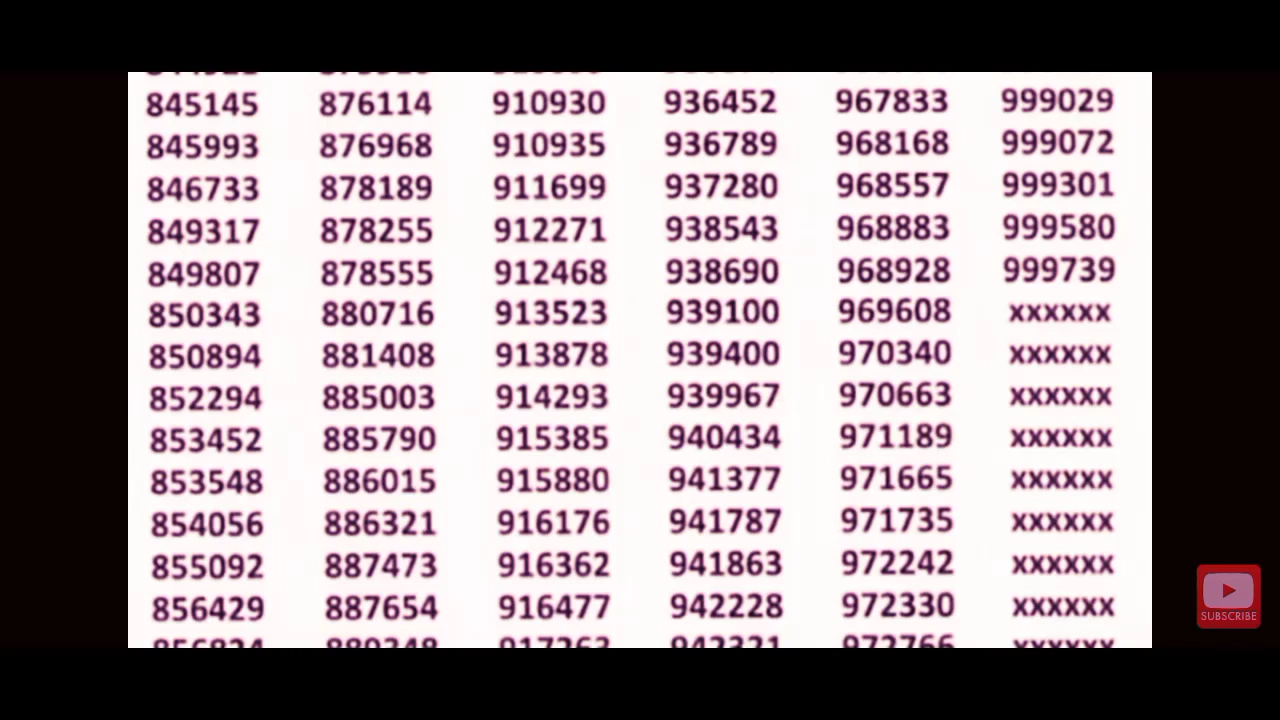 845145 876114 910930 936452 967833 999029
845993 876968 910935 936789 968168 999072
846733 878189 911699 937280 968557 999301
849317 878255 912271 938543 968883 999580
849807 878555 912468 938690 968928 999739
850343 880716 913523 939100 969608 xxxxxx
850894 881408 913878 939400 970340 xxxxxx
852294 885003 914293 939967 970663 xxxxxx
853452 885790 915385 940434 971189 xxxxxx
853548 886015 915880 941377 971665 xxxxxx
854056 886321 916176 941787 971735 xxxxxx
855092 887473 916362 941863 972242 xxxxxx
856429 887654 916477 942228 972330 xxxxxx
SUBSCRIBE